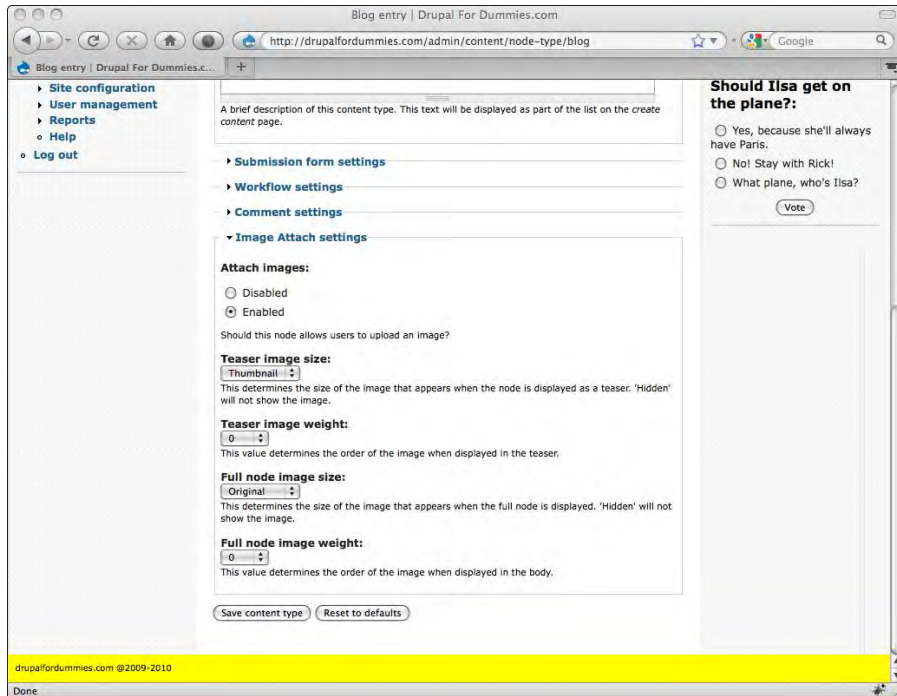 Blog entry | Drupal For Dummies.com
http://drupalfordummies.com/admin/content/node-type/blog
Google
Blog entry | Drupal For Dummies.c...
+
Site configuration
User management
Reports
Help
Log out
A brief description of this content type. This text will be displayed as part of the list on the create
content page.
Submission form settings
Workflow settings
Comment settings
Image Attach settings
Attach images:
Disabled
Enabled
Should this node allows users to upload an image?
Teaser image size:
Thumbnail
This determines the size of the image that appears when the node is displayed as a teaser. 'Hidden'
will not show the image.
Teaser image weight:
0
This value determines the order of the image when displayed in the teaser.
Full node image size:
Original
This determines the size of the image that appears when the full node is displayed. 'Hidden' will not
show the image.
Full node image weight:
0
This value determines the order of the image when displayed in the body.
Save content type
Reset to defaults
Should Ilsa get on
the plane?:
Yes, because she'll always
have Paris.
No! Stay with Rick!
What plane, who's Ilsa?
Vote
drupalfordummies.com @2009-2010
Done